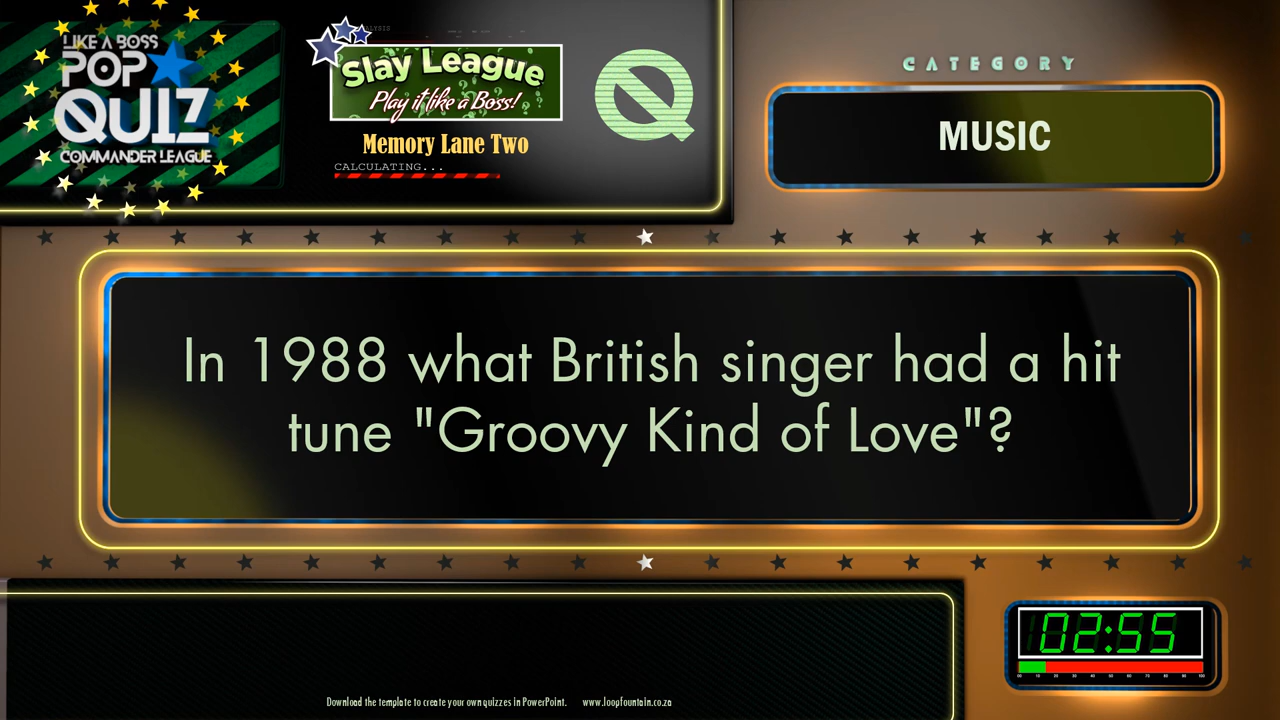 LIKE A BOSS
POP
QUIZ
COMMANDER LEAGUE
Slay League
Play it like a Boss!
Memory Lane Two
CALCULATING...
Q
CATEGORY
MUSIC
In 1988 what British singer had a hit
tune "Groovy Kind of Love"?
02:55
Download the template to create your own quizzes in PowerPoint. www.loopfountain.co.za